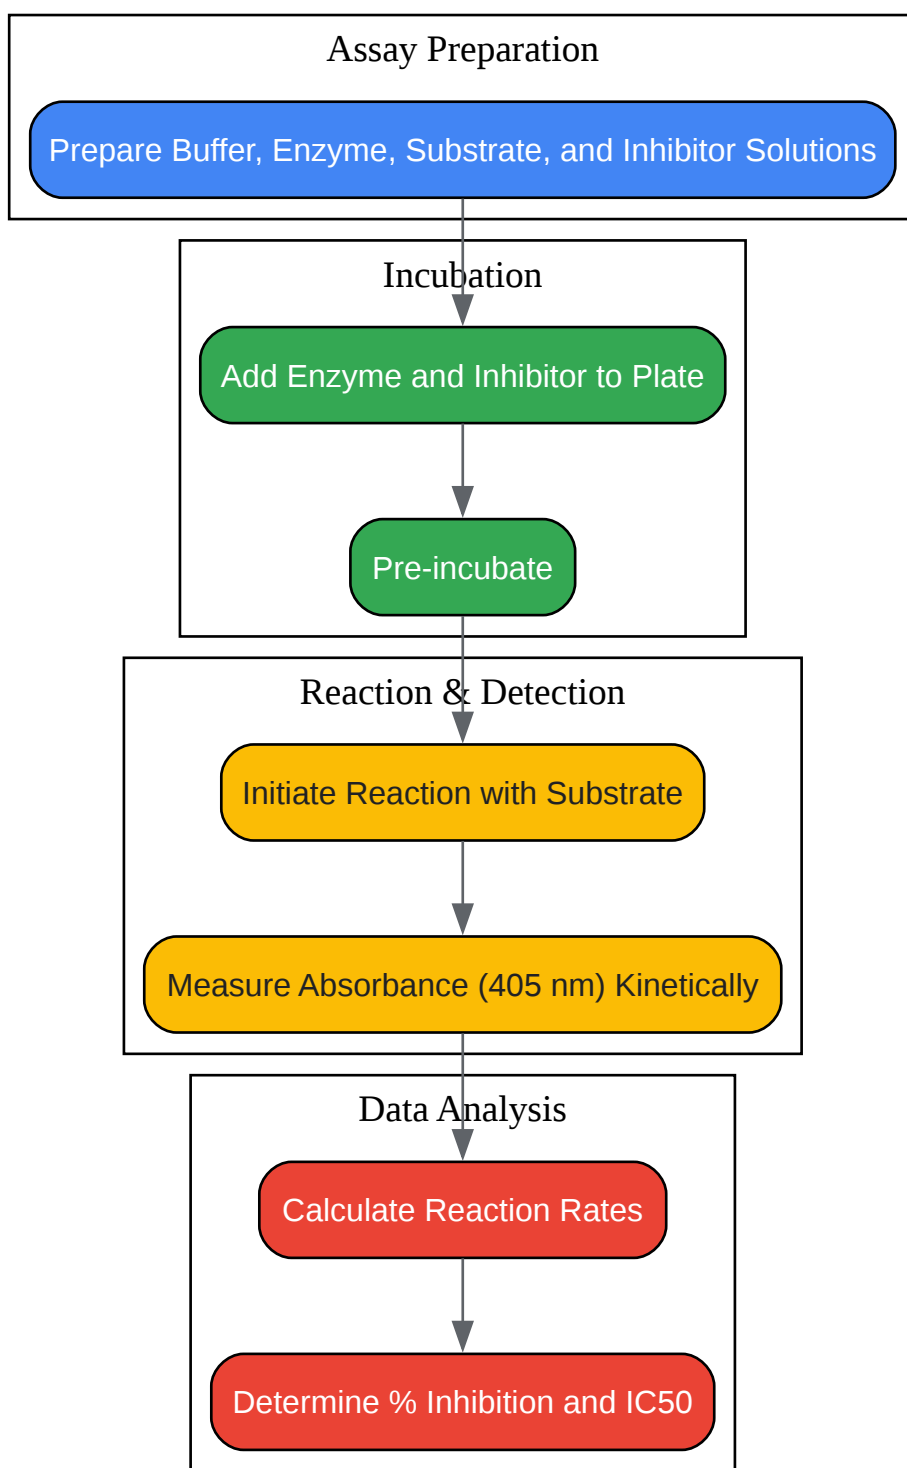 Assay Preparation
Prepare Buffer, Enzyme, Substrate, and Inhibitor Solutions
Incubation
Add Enzyme and Inhibitor to Plate
Pre-incubate
Reaction & Detection
Initiate Reaction with Substrate
Measure Absorbance (405 nm) Kinetically
Data Analysis
Calculate Reaction Rates
Determine % Inhibition and IC50